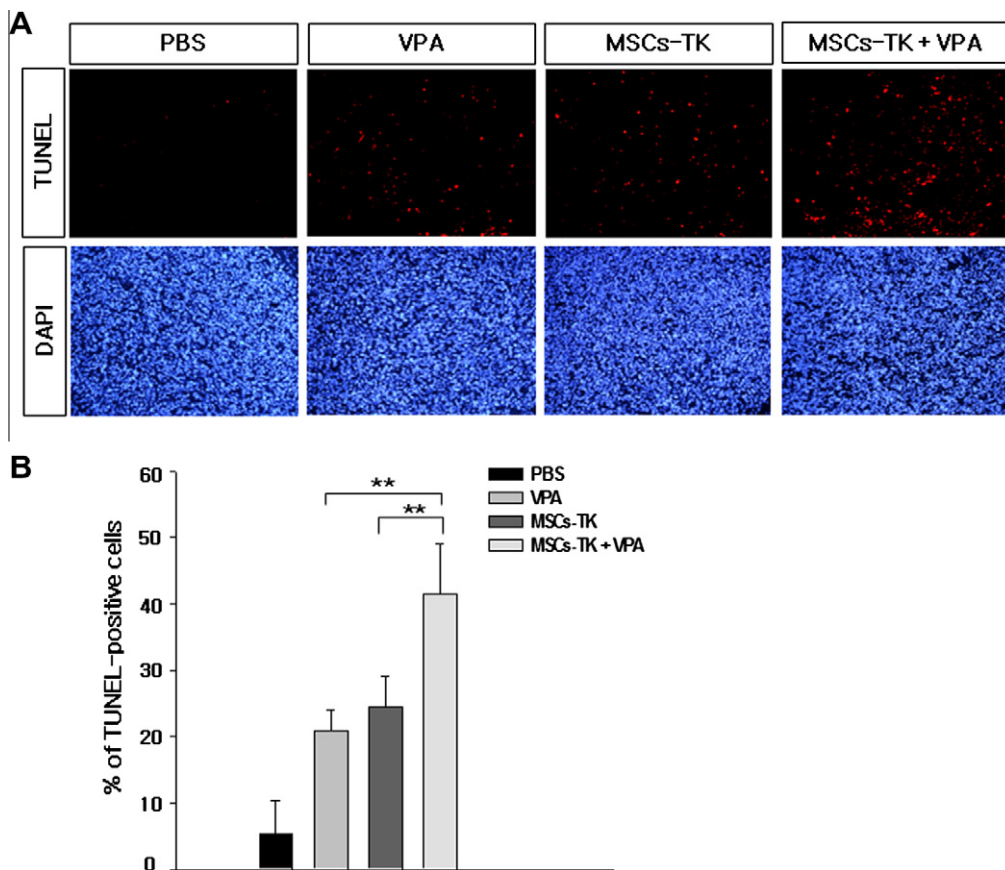 A
PBS
VPA
MSCs-TK
MSCs-TK + VPA
TUNEL
DAPI
B
% of TUNEL-positive cells
60
50
40
30
20
10
0
**
**
PBS
VPA
MSCs-TK
MSCs-TK + VPA